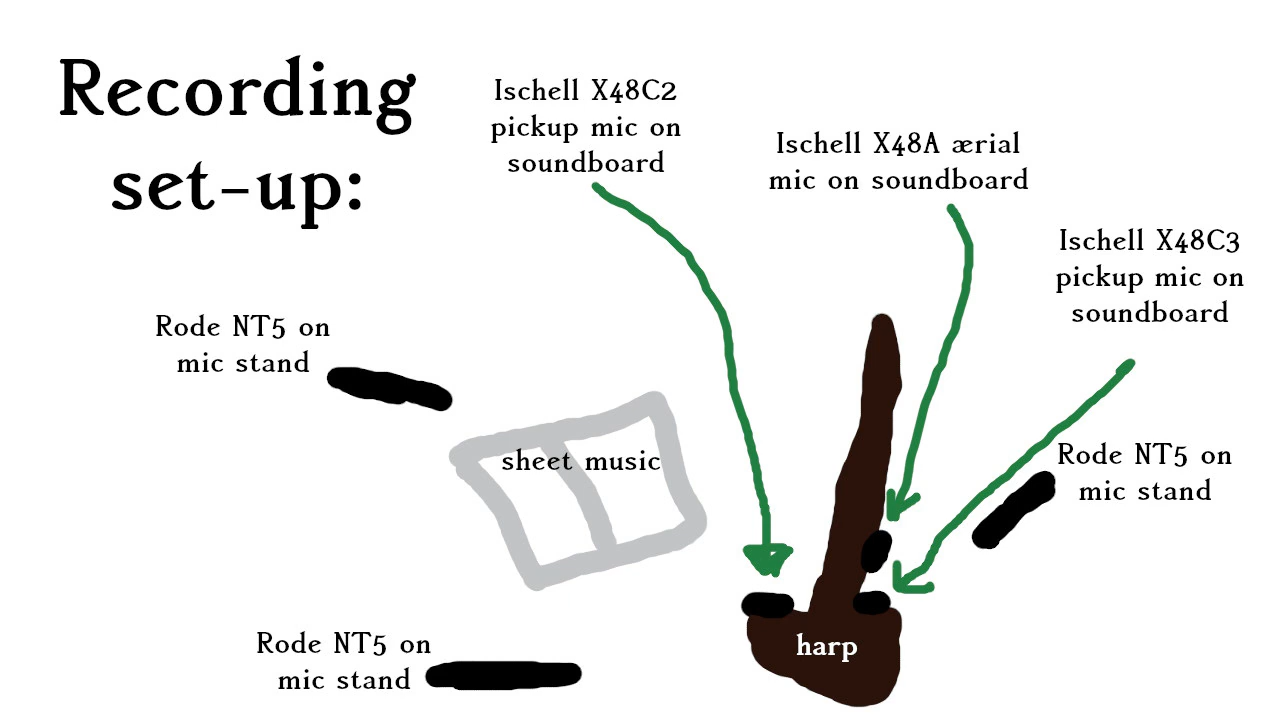 Recording
set-up:
Ischell X48C2
pickup mic on
soundboard
Ischell X48A ærial
mic on soundboard
Ischell X48C3
pickup mic on
soundboard
Rode NT5 on
mic stand
sheet music
Rode NT5 on
mic stand
Rode NT5 on
mic stand
harp